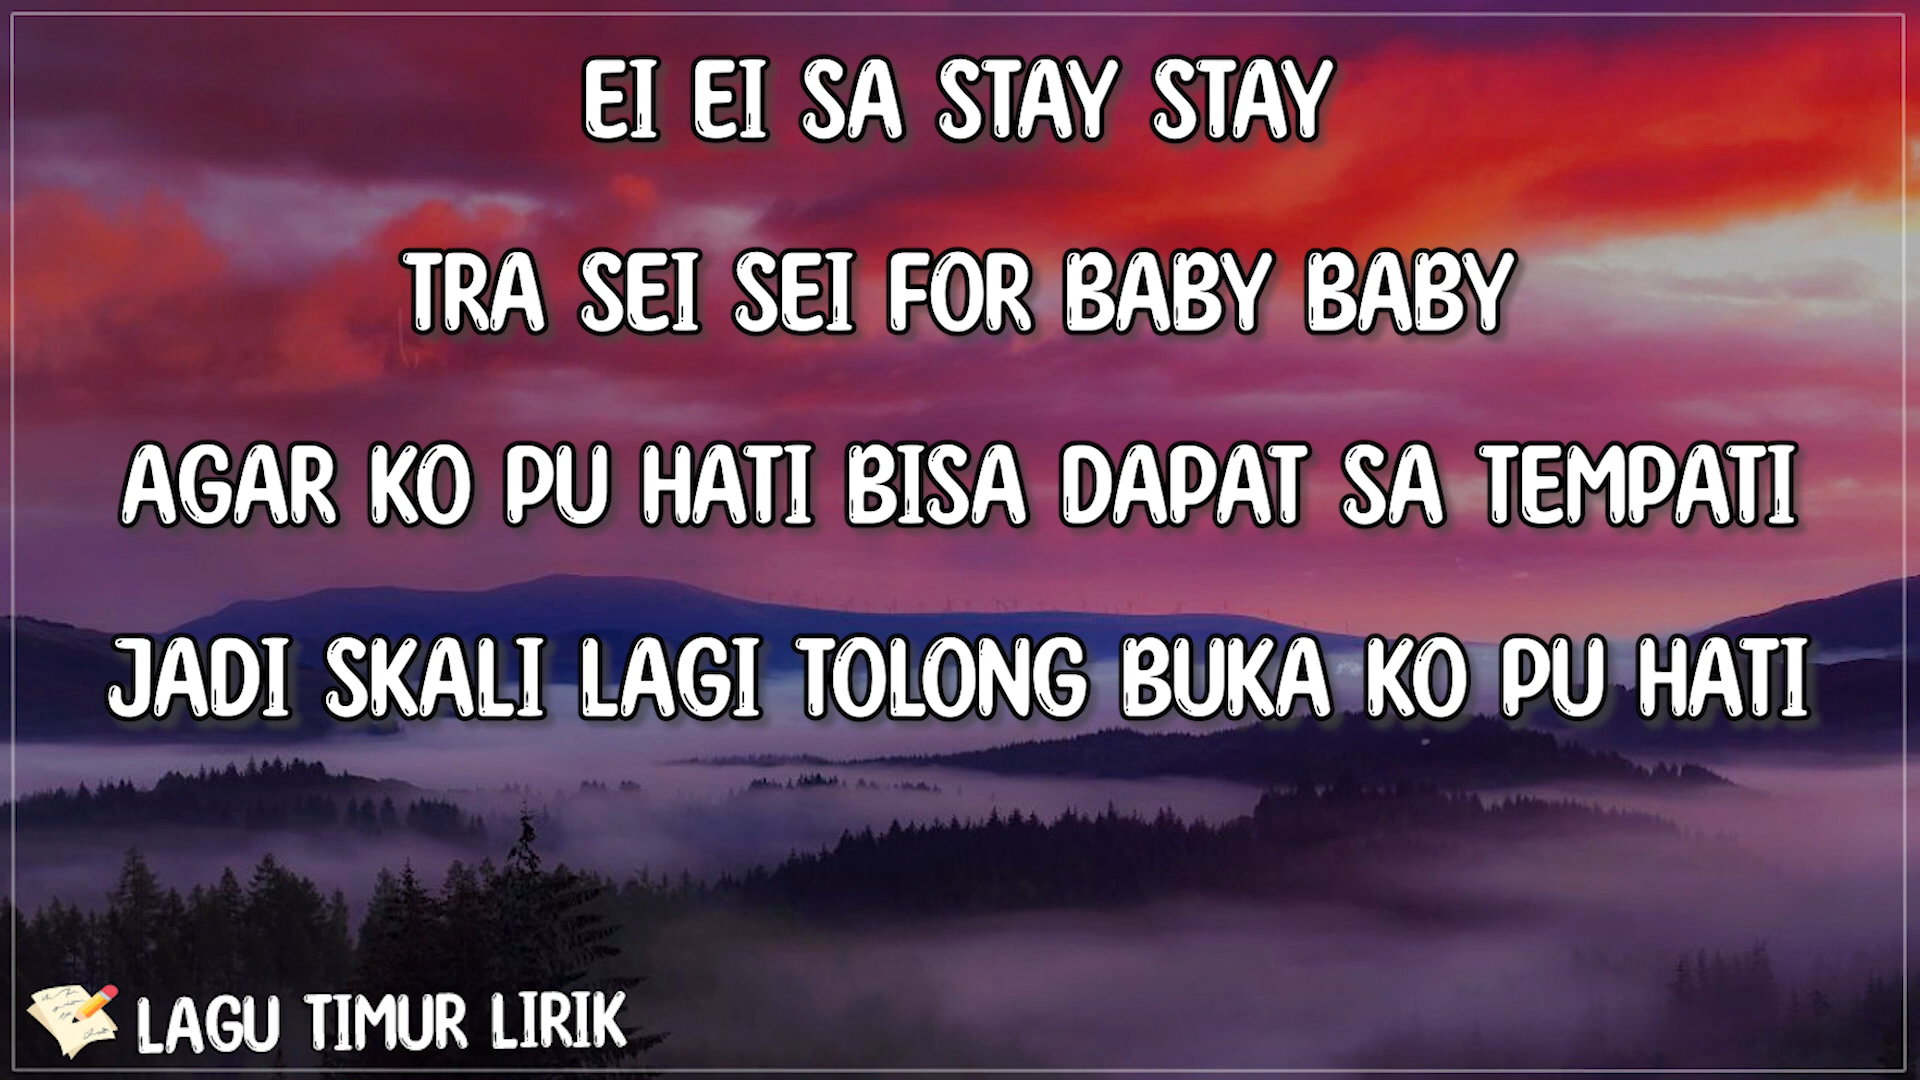 EI EI SA STAY STAY
TRA SEI SEI FOR BABY BABY
AGAR KO PU HATI BISA DAPAT SA TEMPATI
JADI SKALI LAGI TOLONG BUKA KO PU HATI
LAGU TIMUR LIRIK